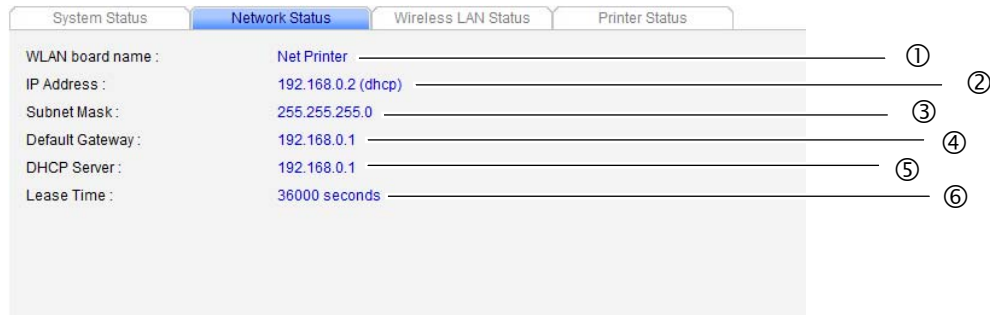 System Status Network Status Wireless LAN Status Printer Status
WLAN board name : Net Printer ①
IP Address : 192.168.0.2 (dhcp) ②
Subnet Mask : 255.255.255.0 ③
Default Gateway : 192.168.0.1 ④
DHCP Server : 192.168.0.1 ⑤
Lease Time : 36000 seconds ⑥